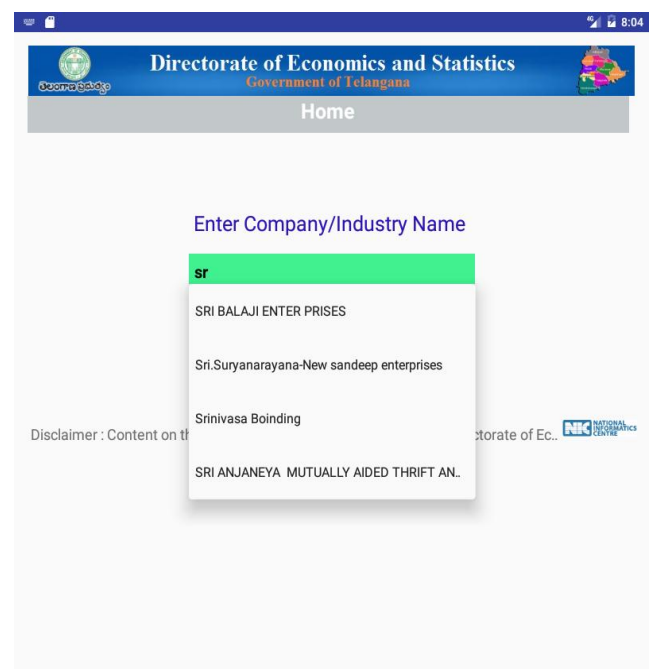 8:04
Directorate of Economics and Statistics
Government of Telangana
Home
Enter Company/Industry Name
sr
SRI BALAJI ENTER PRISES
Sri.Suryanarayana-New sandeep enterprises
Srinivasa Boinding
SRI ANJANEYA MUTUALLY AIDED THRIFT AN..
Disclaimer : Content on th
ctorate of Ec..
NIC NATIONAL
INFORMATICS
CENTRE